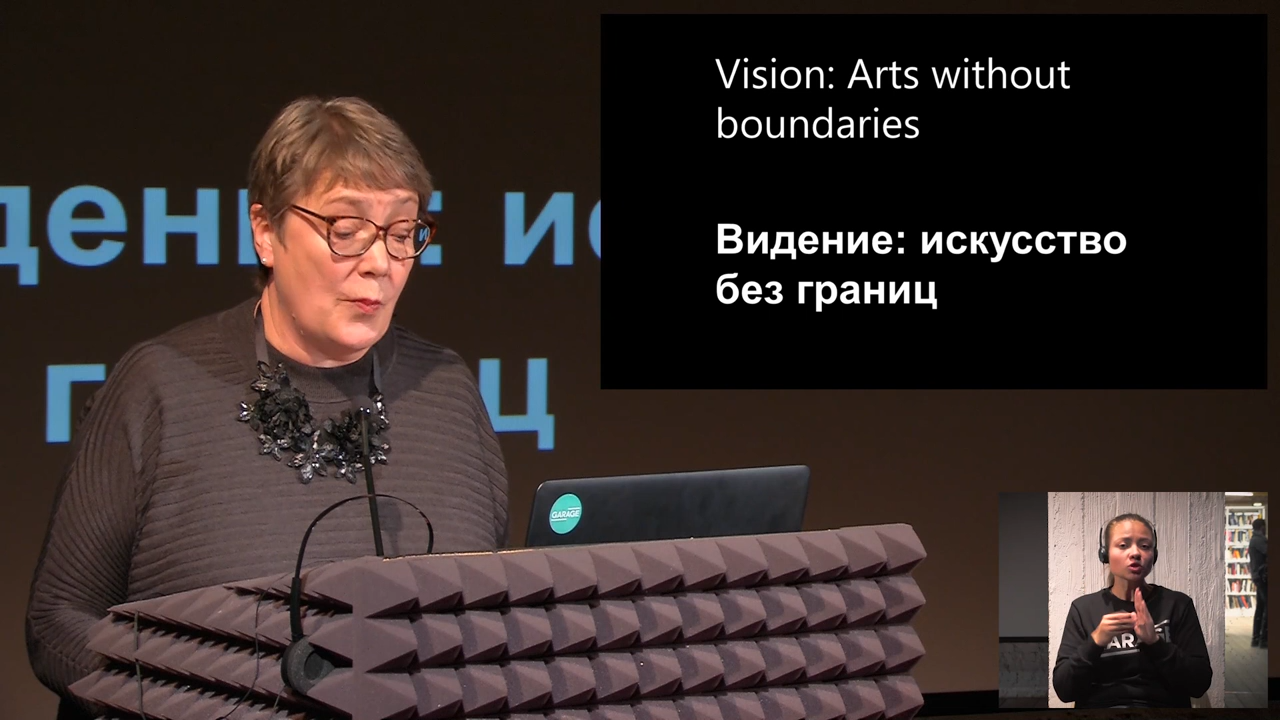 Vision: Arts without
boundaries
Видение: искусство
без границ
GARAGE